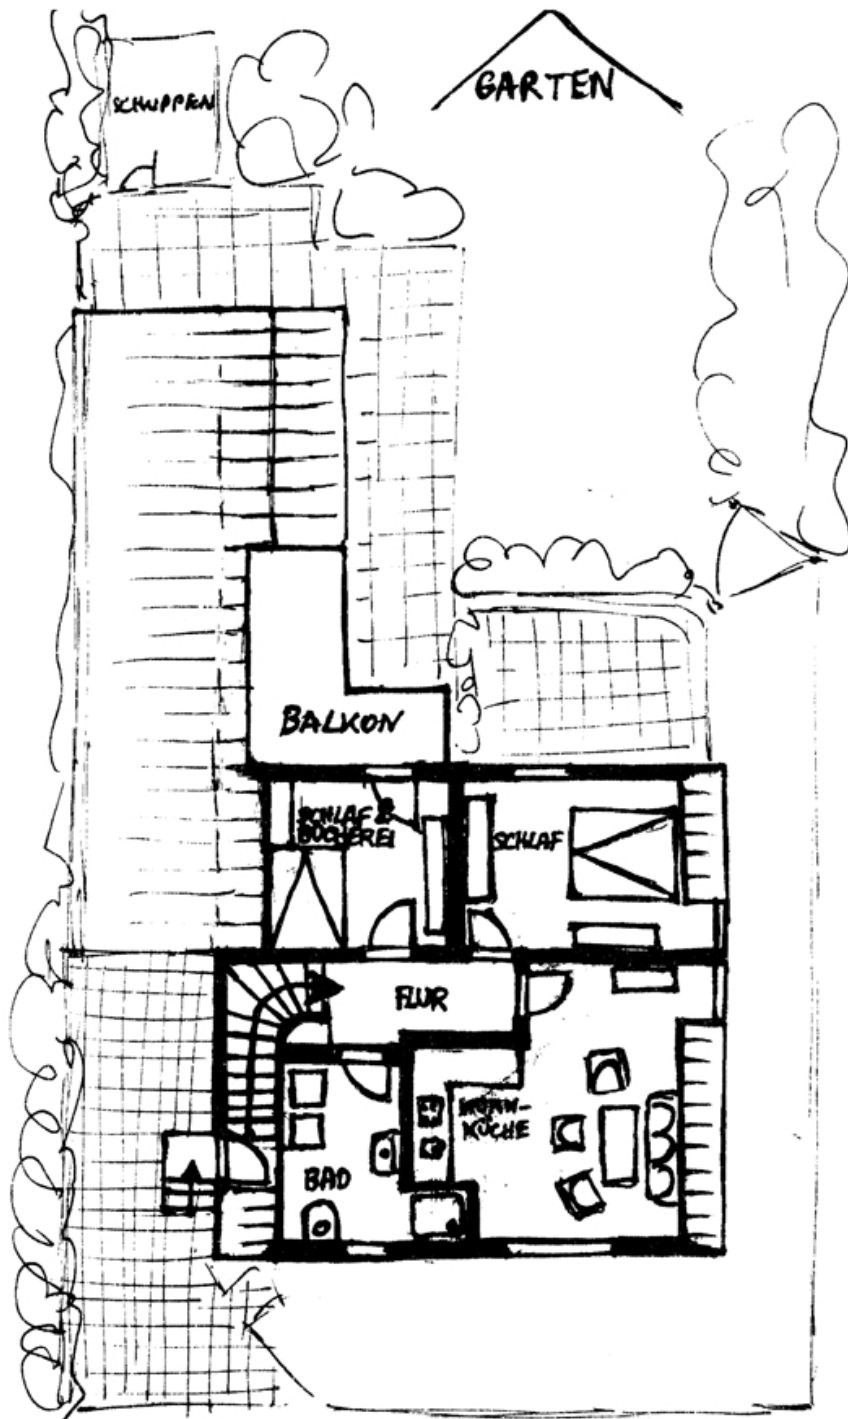 GARTEN
SCHUPPEN
BALKON
SCHLAF &
BÜCHEREI
SCHLAF
FLUR
WOHN-
KÜCHE
BAD